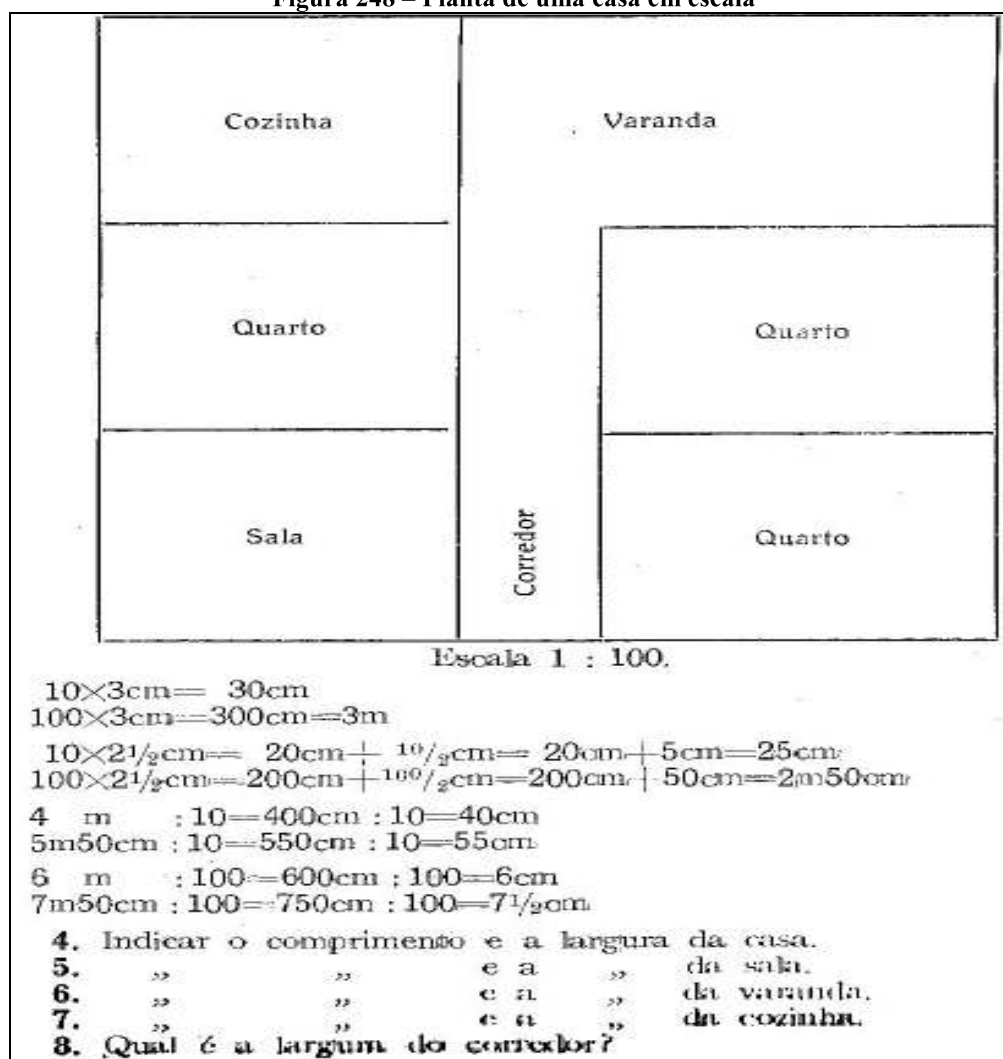 Figura 248 – Planta de uma casa em escala
Cozinha
Varanda
Quarto
Quarto
Sala
Corredor
Quarto
Escala 1 : 100.
10×3cm= 30cm
100×3cm=300cm=3m
10×2¹/₂cm= 20cm+ ¹⁰/₂cm= 20cm+5cm=25cm
100×2¹/₂cm=200cm+¹⁰⁰/₂cm=200cm+50cm=2m50cm
4 m : 10=400cm : 10=40cm
5m50cm : 10=550cm : 10=55cm
6 m : 100=600cm : 100=6cm
7m50cm : 100=750cm : 100=7¹/₂cm
4. Indicar o comprimento e a largura da casa.
5. „ „ e a „ da sala.
6. „ „ e a „ da varanda.
7. „ „ e a „ da cozinha.
8. Qual é a largura do corredor?